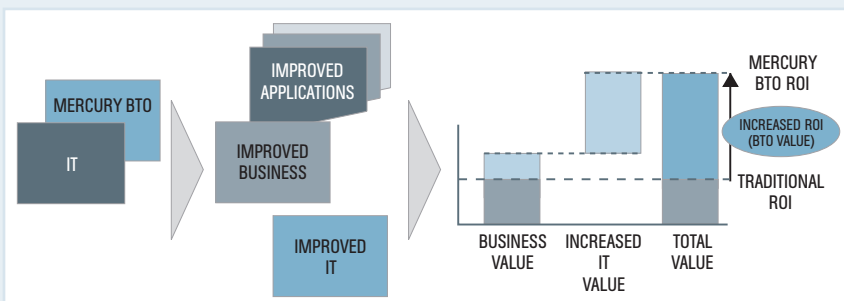 MERCURY BTO
IT
IMPROVED
APPLICATIONS
IMPROVED
BUSINESS
IMPROVED
IT
MERCURY
BTO ROI
INCREASED ROI
(BTO VALUE)
TRADITIONAL
ROI
BUSINESS
VALUE
INCREASED
IT
VALUE
TOTAL
VALUE